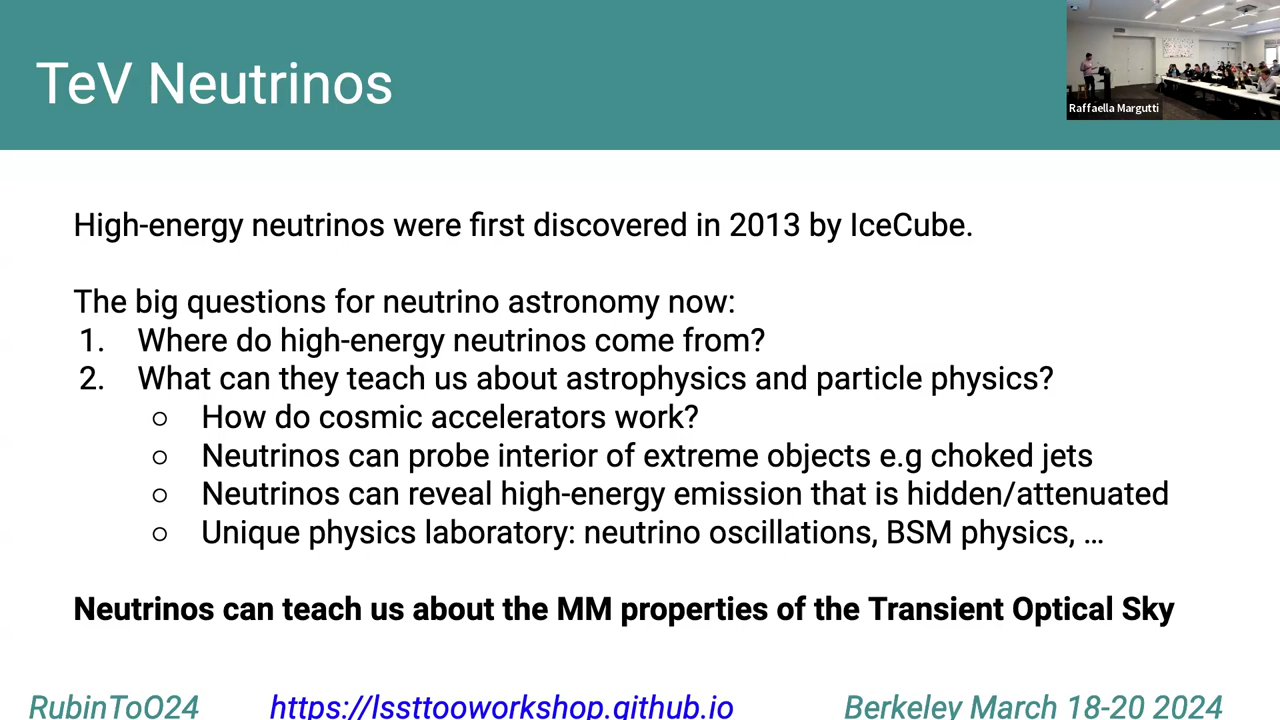 TeV Neutrinos
Raffaella Margutti
High-energy neutrinos were first discovered in 2013 by IceCube.
The big questions for neutrino astronomy now:
1. Where do high-energy neutrinos come from?
2. What can they teach us about astrophysics and particle physics?
○ How do cosmic accelerators work?
○ Neutrinos can probe interior of extreme objects e.g choked jets
○ Neutrinos can reveal high-energy emission that is hidden/attenuated
○ Unique physics laboratory: neutrino oscillations, BSM physics, …
Neutrinos can teach us about the MM properties of the Transient Optical Sky
RubinToO24 https://lssttooworkshop.github.io Berkeley March 18-20 2024